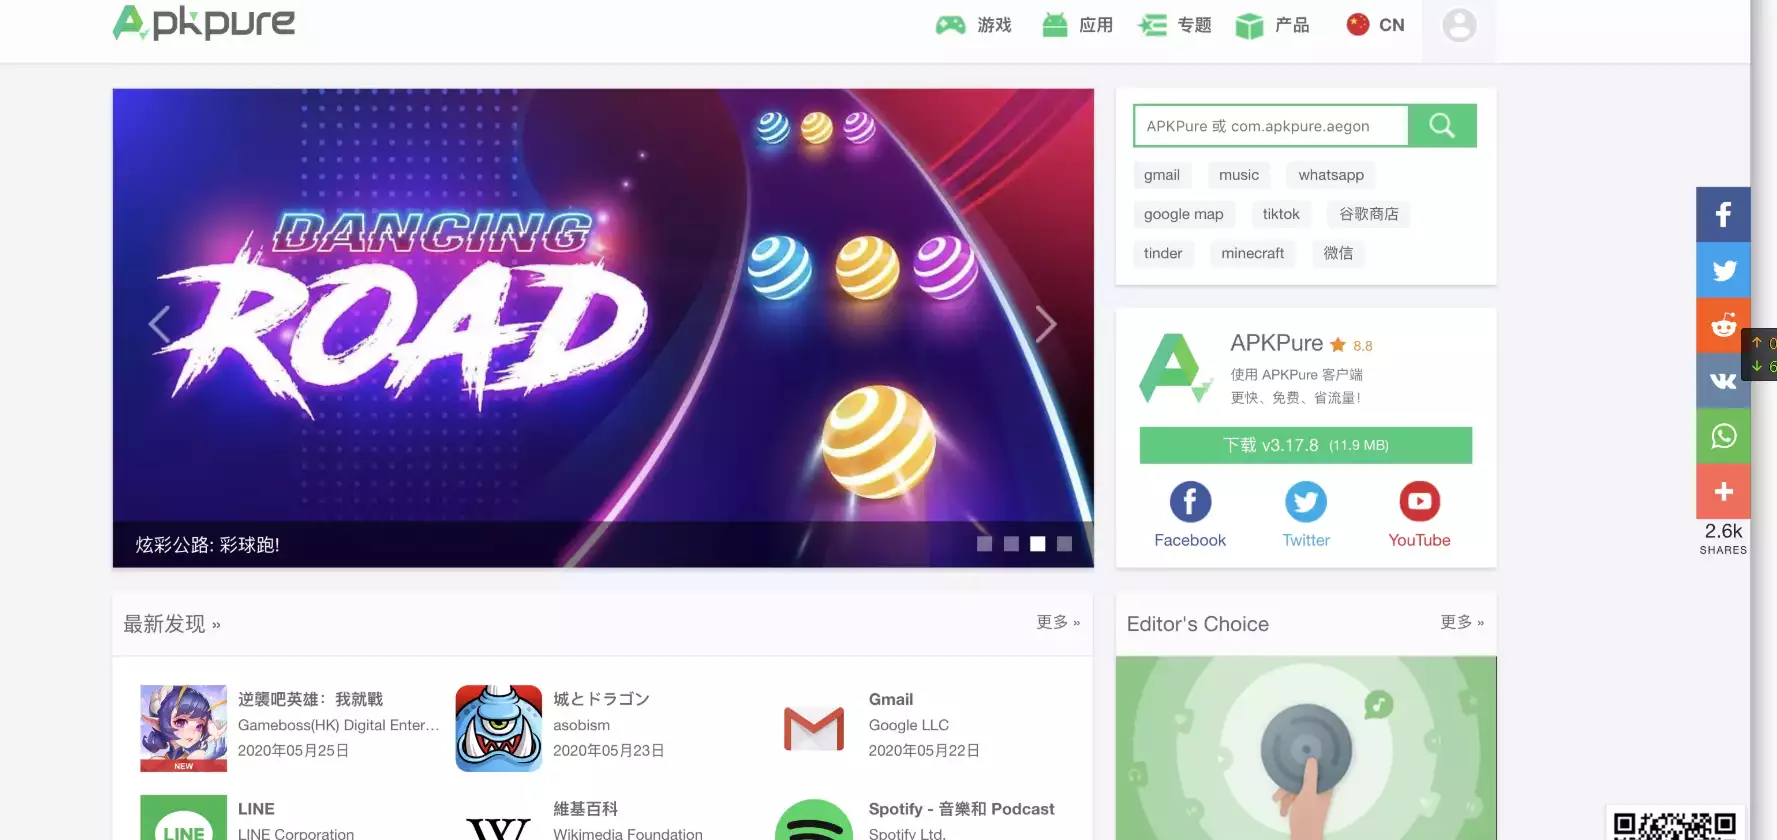 Apkpure
游戏
应用
专题
产品
CN
DANCING
ROAD
炫彩公路: 彩球跑!
APKPure 或 com.apkpure.aegon
gmail
music
whatsapp
google map
tiktok
谷歌商店
tinder
minecraft
微信
APKPure
8.8
使用 APKPure 客户端
更快、免费、省流量!
下载 v3.17.8 (11.9 MB)
Facebook
Twitter
YouTube
2.6k
SHARES
最新发现 »
更多 »
逆襲吧英雄：我就戰
Gameboss(HK) Digital Enter...
2020年05月25日
NEW
城とドラゴン
asobism
2020年05月23日
Gmail
Google LLC
2020年05月22日
LINE
LINE
LINE Corporation
維基百科
Wikimedia Foundation
Spotify - 音樂和 Podcast
Spotify Ltd.
Editor's Choice
更多 »